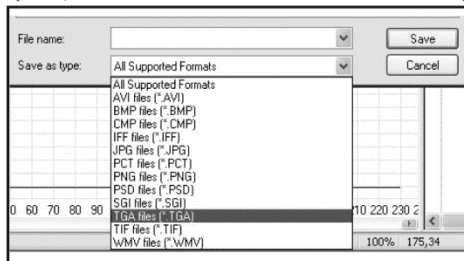 File name:
Save
Save as type:
All Supported Formats
Cancel
All Supported Formats
AVI files (*.AVI)
BMP files (*.BMP)
CMP files (*.CMP)
IFF files (*.IFF)
JPG files (*.JPG)
PCT files (*.PCT)
PNG files (*.PNG)
PSD files (*.PSD)
SGI files (*.SGI)
TGA files (*.TGA)
TIF files (*.TIF)
WMV files (*.WMV)
0 60 70 80 90
10 220 230 2
100% 175,34